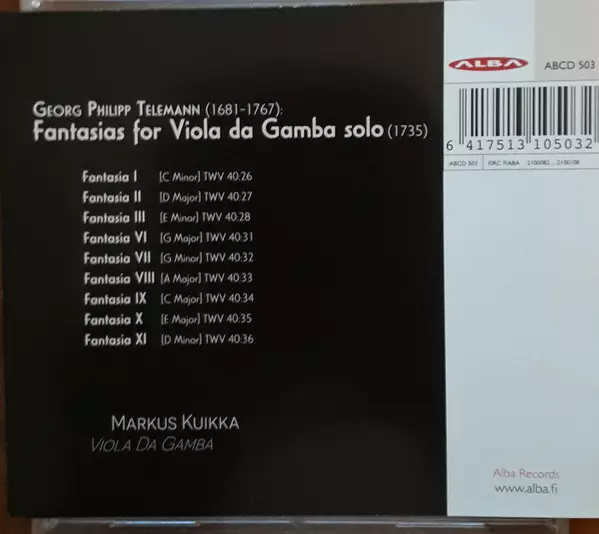 ALBA
ABCD 503
GEORG PHILIPP TELEMANN (1681-1767):
Fantasias for Viola da Gamba solo (1735)
6 417513 105032
ABCD 503 ISRC FIABA 2100082 ... 2100108
Fantasia I [C Minor] TWV 40:26
Fantasia II [D Major] TWV 40:27
Fantasia III [E Minor] TWV 40:28
Fantasia VI [G Major] TWV 40:31
Fantasia VII [G Minor] TWV 40:32
Fantasia VIII [A Major] TWV 40:33
Fantasia IX [C Major] TWV 40:34
Fantasia X [E Major] TWV 40:35
Fantasia XI [D Minor] TWV 40:36
MARKUS KUIKKA
VIOLA DA GAMBA
Alba Records
www.alba.fi